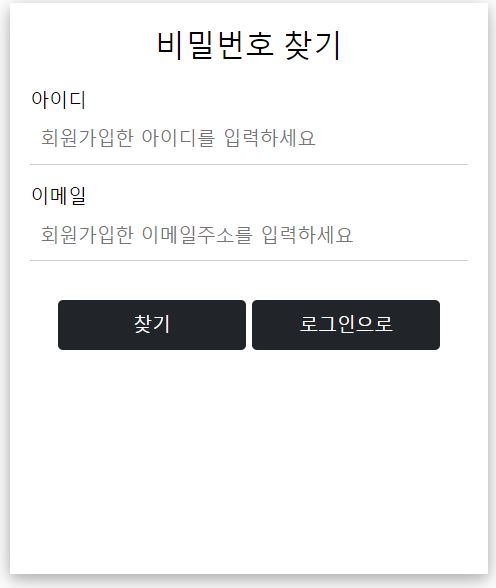 비밀번호 찾기
아이디
회원가입한 아이디를 입력하세요
이메일
회원가입한 이메일주소를 입력하세요
찾기 로그인으로